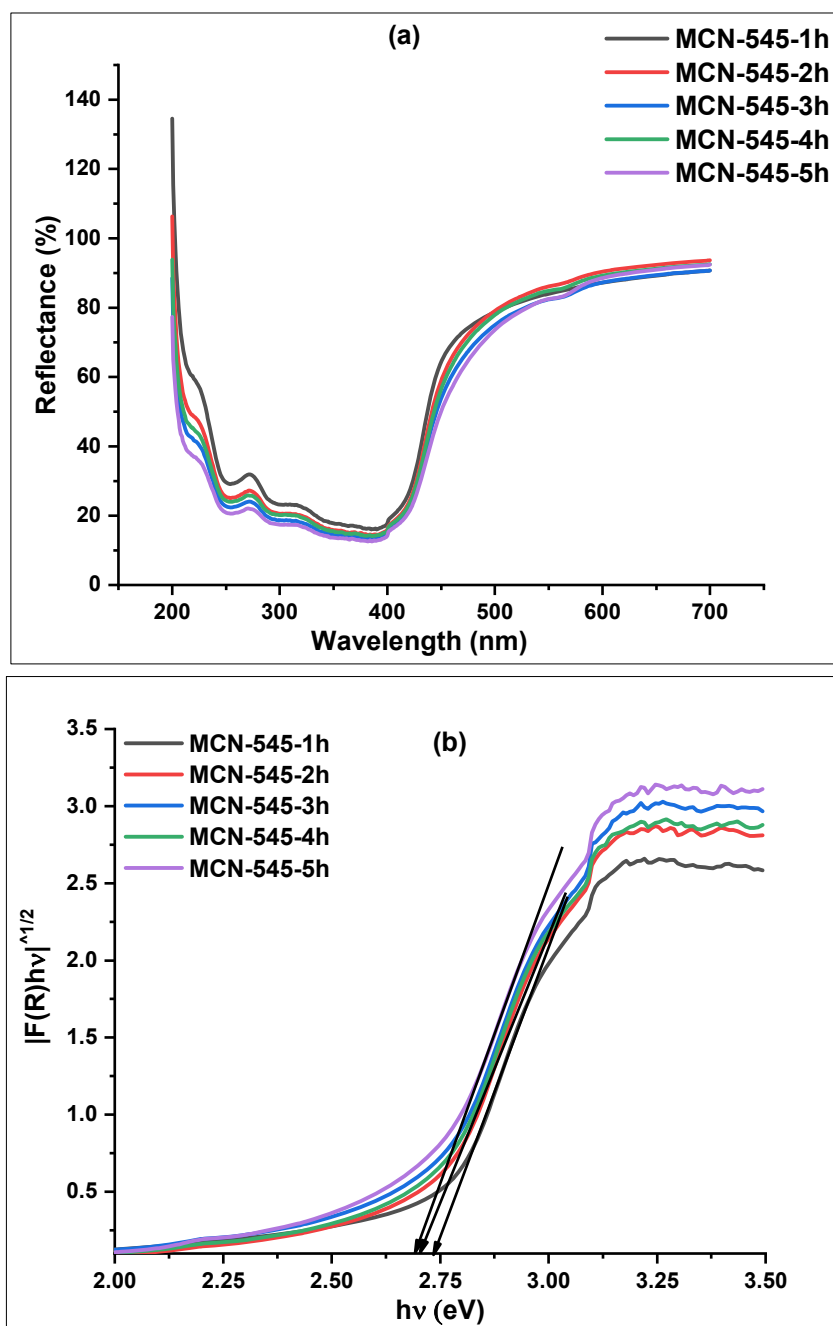 (a)
MCN-545-1h
MCN-545-2h
MCN-545-3h
MCN-545-4h
MCN-545-5h
140
120
100
80
60
40
20
0
Reflectance (%)
200 300 400 500 600 700
Wavelength (nm)
(b)
MCN-545-1h
MCN-545-2h
MCN-545-3h
MCN-545-4h
MCN-545-5h
3.5
3.0
2.5
2.0
1.5
1.0
0.5
|F(R)hν|^1/2
2.00 2.25 2.50 2.75 3.00 3.25 3.50
hν (eV)